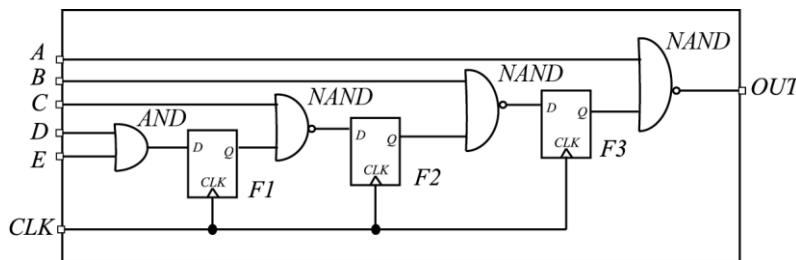 A
NAND
B
NAND
OUT
C
NAND
D
AND
D
Q
D
Q
D
Q
E
CLK
CLK
CLK
F1
F2
F3
CLK